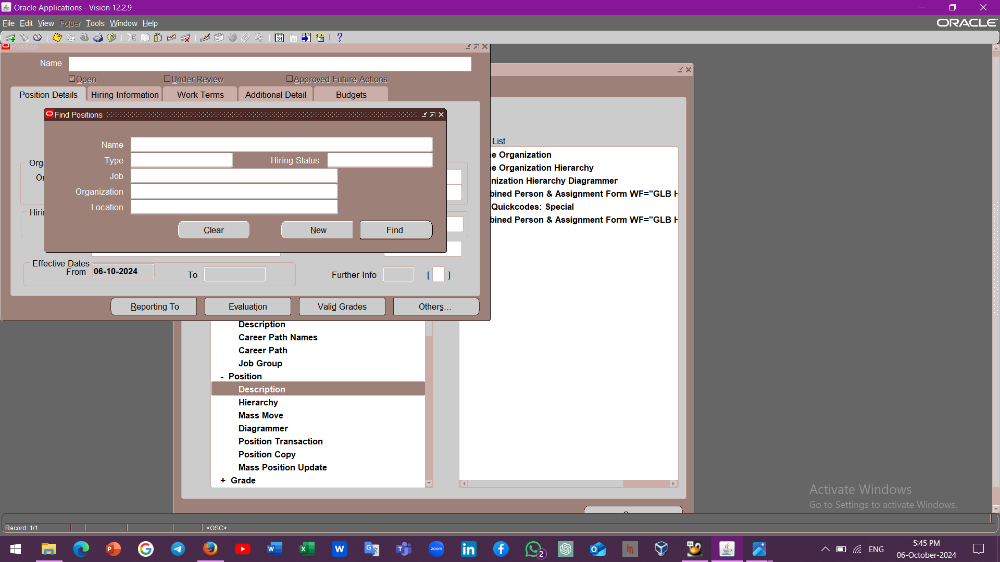 Oracle Applications - Vision 12.2.9
File Edit View Folder Tools Window Help
ORACLE
Position
Name
Open Under Review Approved Future Actions
Position Details Hiring Information Work Terms Additional Detail Budgets
Find Positions
Name
Type Hiring Status
Job
Organization
Location
Clear New Find
Org
Or
Hiri
Effective Dates
From 06-10-2024 To Further Info [ ]
Reporting To Evaluation Valid Grades Others...
List
e Organization
e Organization Hierarchy
nization Hierarchy Diagrammer
bined Person & Assignment Form WF="GLB H
Quickcodes: Special
bined Person & Assignment Form WF="GLB H
Description
Career Path Names
Career Path
Job Group
- Position
Description
Hierarchy
Mass Move
Diagrammer
Position Transaction
Position Copy
Mass Position Update
+ Grade
Activate Windows
Go to Settings to activate Windows.
Record: 1/1 ... <OSC>
ENG
5:45 PM
06-October-2024
2
zoom
31